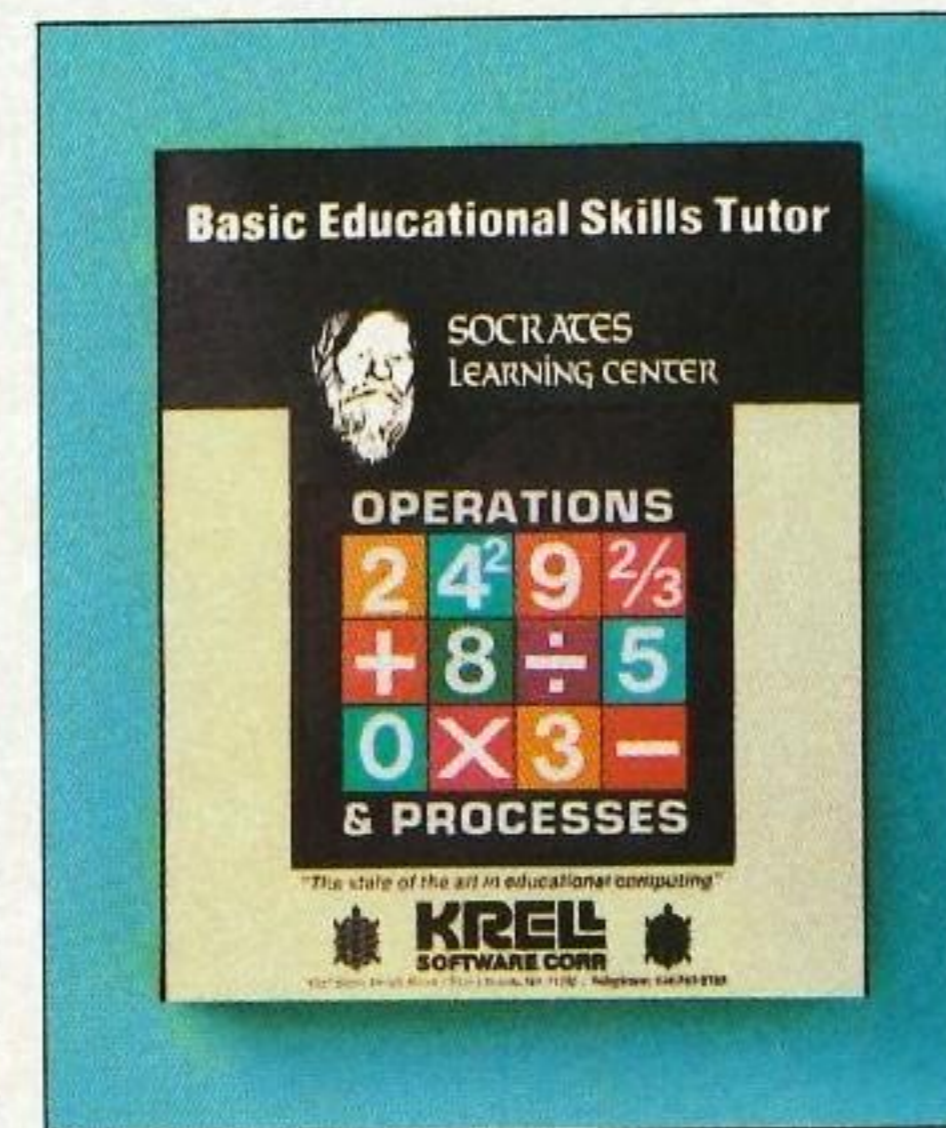 Basic Educational Skills Tutor
SOCRATES
LEARNING CENTER
OPERATIONS
2 4² 9 2/3
+ 8 ÷ 5
0 × 3 −
& PROCESSES
"The state of the art in educational computing"
KRELL
SOFTWARE CORP